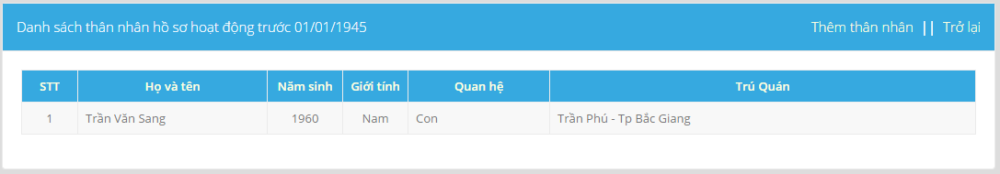 Danh sách thân nhân hồ sơ hoạt động trước 01/01/1945
Thêm thân nhân || Trở lại
STT Họ và tên Năm sinh Giới tính Quan hệ Trú Quán
1 Trần Văn Sang 1960 Nam Con Trần Phú - Tp Bắc Giang